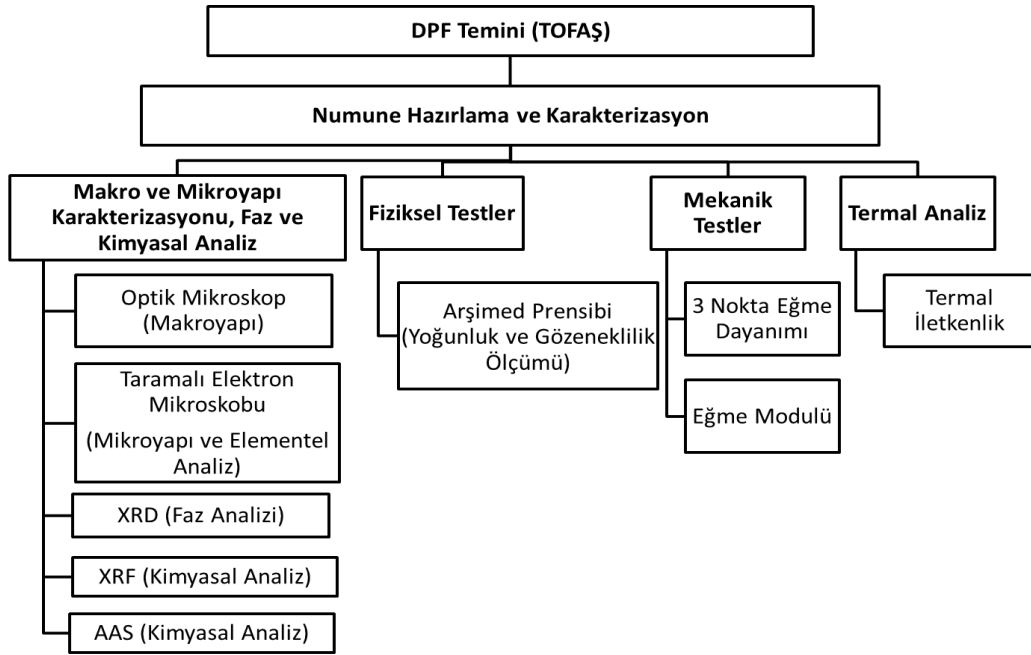 DPF Temini (TOFAŞ)
Numune Hazırlama ve Karakterizasyon
Makro ve Mikroyapı
Karakterizasyonu, Faz ve
Kimyasal Analiz
Optik Mikroskop
(Makroyapı)
Taramalı Elektron
Mikroskobu
(Mikroyapı ve Elementel
Analiz)
XRD (Faz Analizi)
XRF (Kimyasal Analiz)
AAS (Kimyasal Analiz)
Fiziksel Testler
Arşimed Prensibi
(Yoğunluk ve Gözeneklilik
Ölçümü)
Mekanik
Testler
3 Nokta Eğme
Dayanımı
Eğme Modulü
Termal Analiz
Termal
İletkenlik